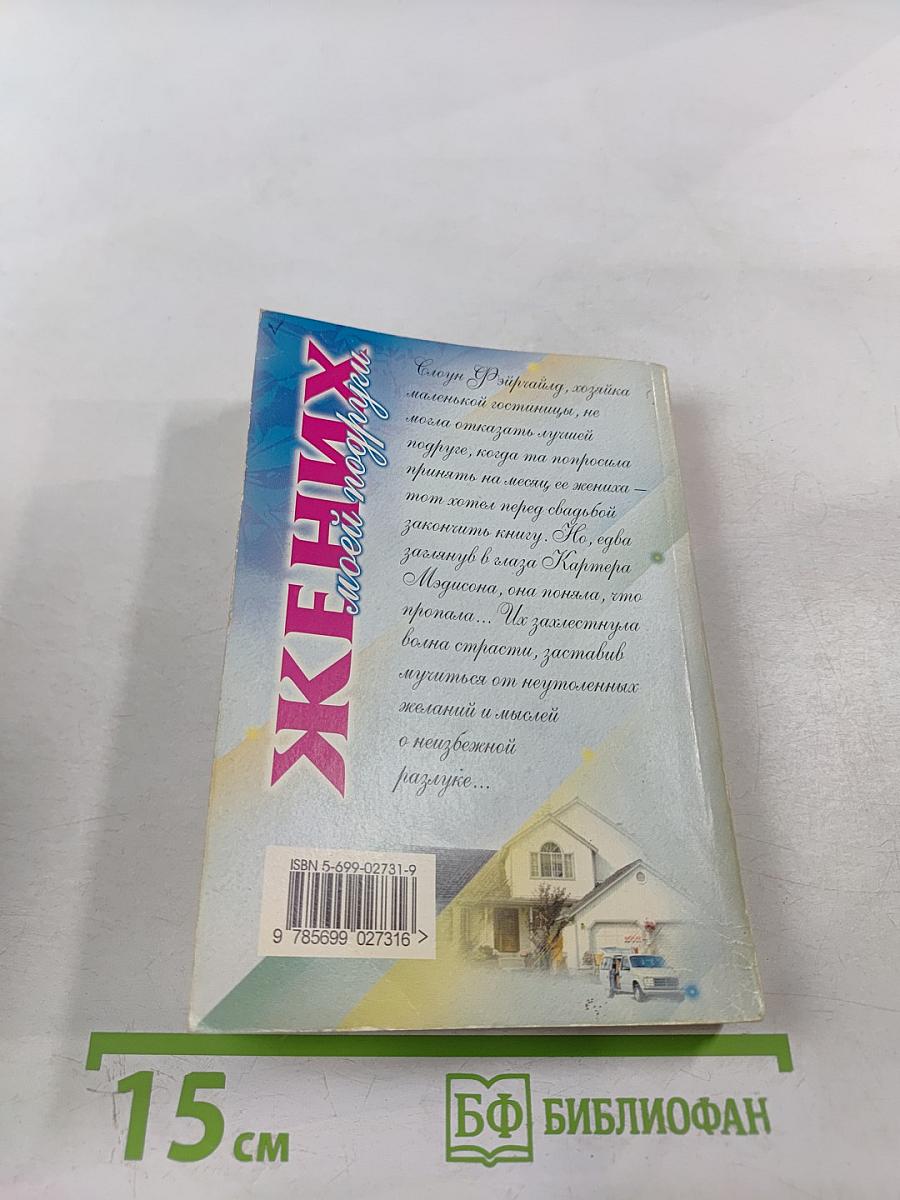 ЖЕНИХ
моей подруги
Слоун Фэйрчайлд, хозяйка
маленькой гостиницы, не
могла отказать лучшей
подруге, когда та попросила
принять на месяц ее жениха —
тот хотел перед свадьбой
закончить книгу. Но, едва
заглянув в глаза Картера
Мэдисона, она поняла, что
пропала... Их захлестнула
волна страсти, заставив
мучиться от неутоленных
желаний и мыслей
о неизбежной
разлуке...
ISBN 5-699-02731-9
9 785699 027316 >
15 см
БФ БИБЛИОФАН